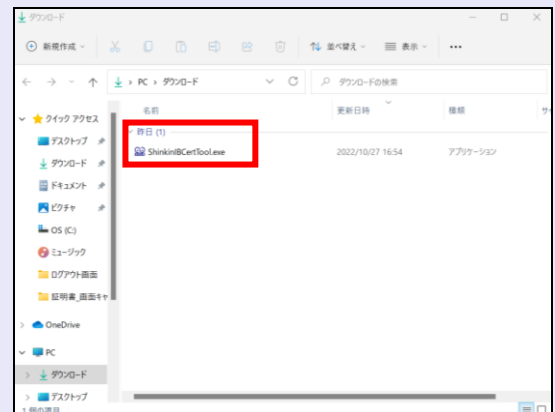 ダウンロード
新規作成
並べ替え
表示
PC > ダウンロード
ダウンロードの検索
名前
更新日時
種類
クイック アクセス
昨日 (1)
デスクトップ
ShinkinIBCertTool.exe
2022/10/27 16:54
アプリケーション
ダウンロード
ドキュメント
ピクチャ
OS (C:)
ミュージック
ログアウト画面
証明書_画面キャ
OneDrive
PC
ダウンロード
デスクトップ
1 個の項目